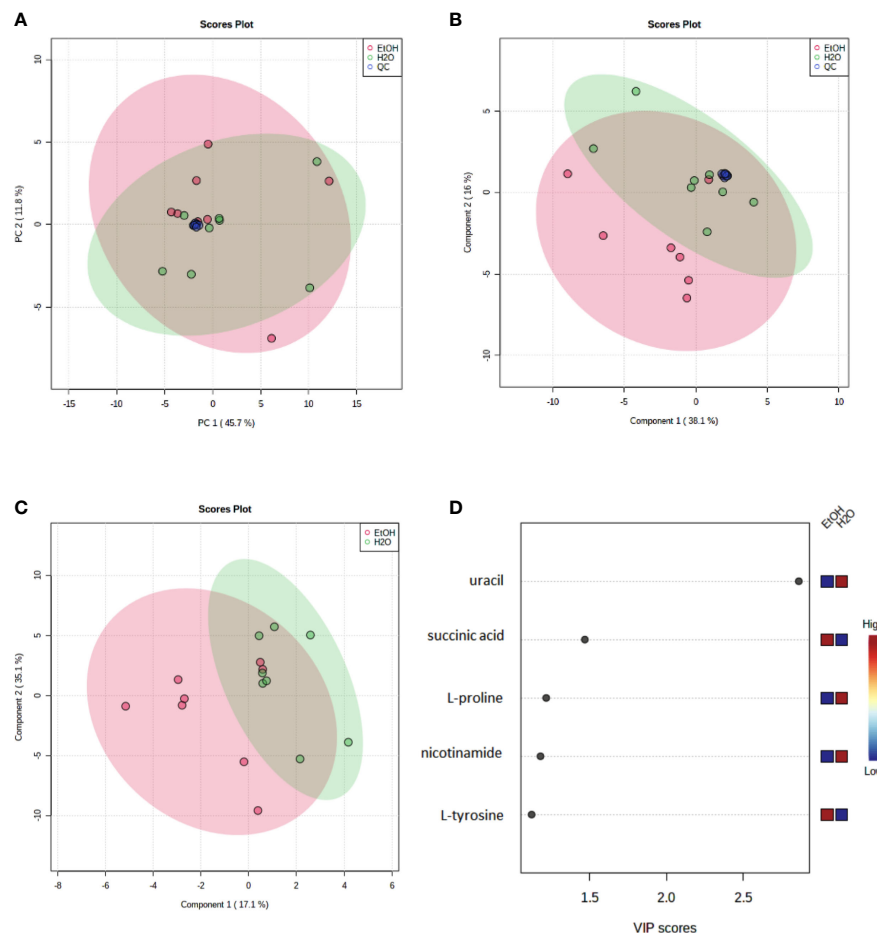 A
Scores Plot
EtOH
H2O
QC
10
5
0
-5
PC 2 ( 11.8 %)
-15
-10
-5
0
5
10
15
PC 1 ( 45.7 %)
B
Scores Plot
EtOH
H2O
QC
5
0
-5
-10
Component 2 ( 16 %)
-10
-5
0
5
10
Component 1 ( 38.1 %)
C
Scores Plot
EtOH
H2O
10
5
0
-5
-10
Component 2 ( 35.1 %)
-8
-6
-4
-2
0
2
4
6
Component 1 ( 17.1 %)
D
EtOH
H2O
uracil
succinic acid
L-proline
nicotinamide
L-tyrosine
Hig
Low
1.5
2.0
2.5
VIP scores